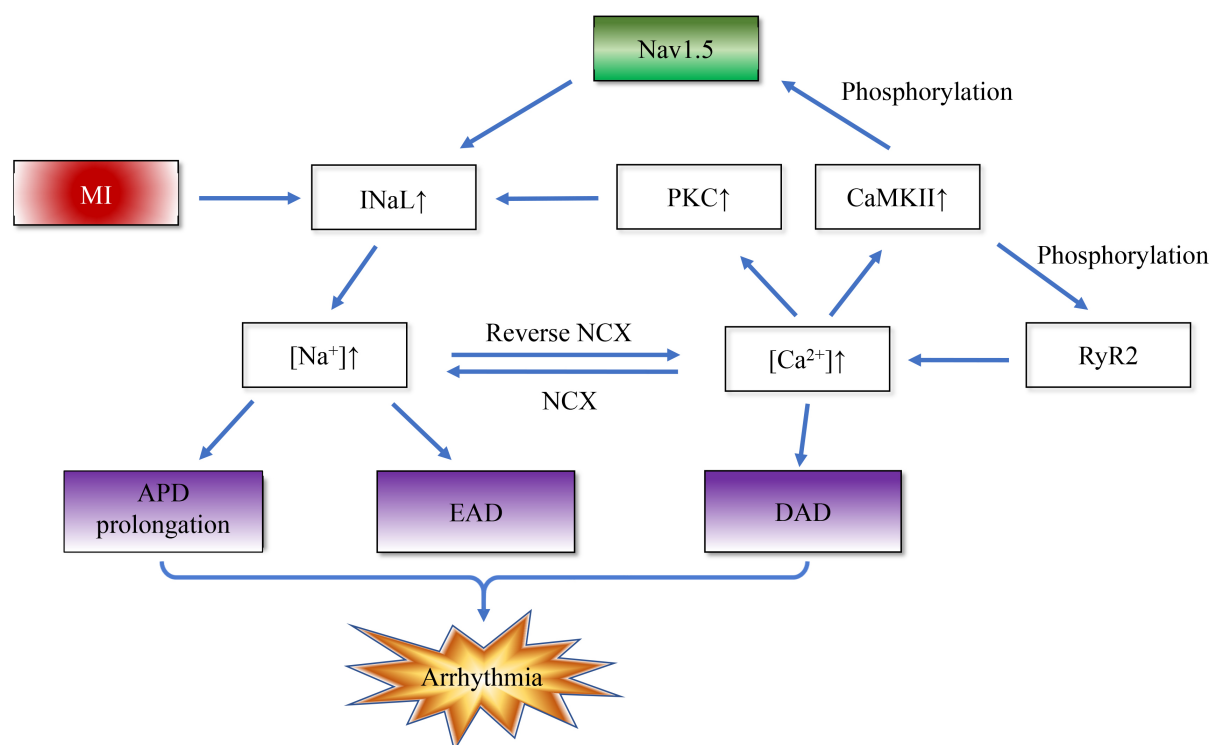 Nav1.5
Phosphorylation
MI
INaL↑
PKC↑
CaMKII↑
Phosphorylation
[Na⁺]↑
Reverse NCX
NCX
[Ca²⁺]↑
RyR2
APD
prolongation
EAD
DAD
Arrhythmia